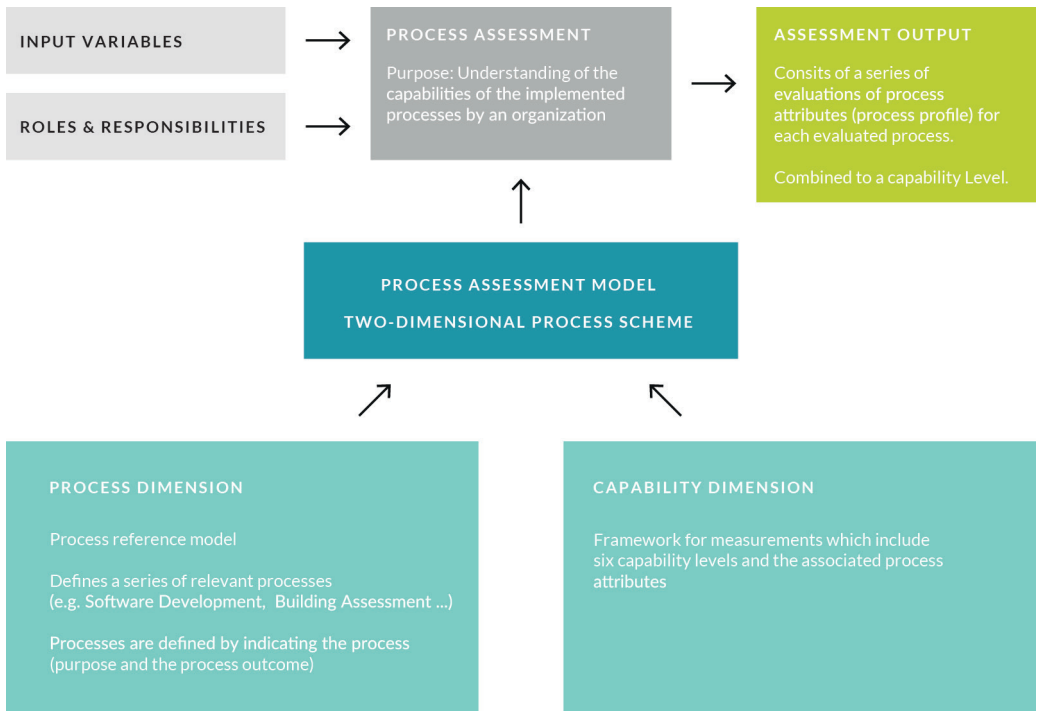 INPUT VARIABLES
ROLES & RESPONSIBILITIES
PROCESS ASSESSMENT
Purpose: Understanding of the
capabilities of the implemented
processes by an organization
ASSESSMENT OUTPUT
Consits of a series of
evaluations of process
attributes (process profile) for
each evaluated process.
Combined to a capability Level.
PROCESS ASSESSMENT MODEL
TWO-DIMENSIONAL PROCESS SCHEME
PROCESS DIMENSION
Process reference model
Defines a series of relevant processes
(e.g. Software Development, Building Assessment ...)
Processes are defined by indicating the process
(purpose and the process outcome)
CAPABILITY DIMENSION
Framework for measurements which include
six capability levels and the associated process
attributes